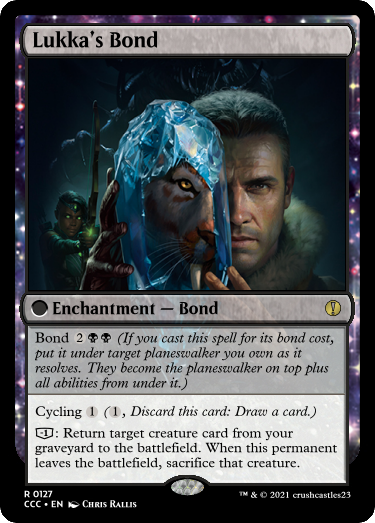 Lukka's Bond
Enchantment — Bond
Bond 2 (If you cast this spell for its bond cost,
put it under target planeswalker you own as it
resolves. They become the planeswalker on top plus
all abilities from under it.)
Cycling 1 (1, Discard this card: Draw a card.)
-1: Return target creature card from your
graveyard to the battlefield. When this permanent
leaves the battlefield, sacrifice that creature.
R 0127
CCC • EN Chris Rallis
™ & © 2021 crushcastles23